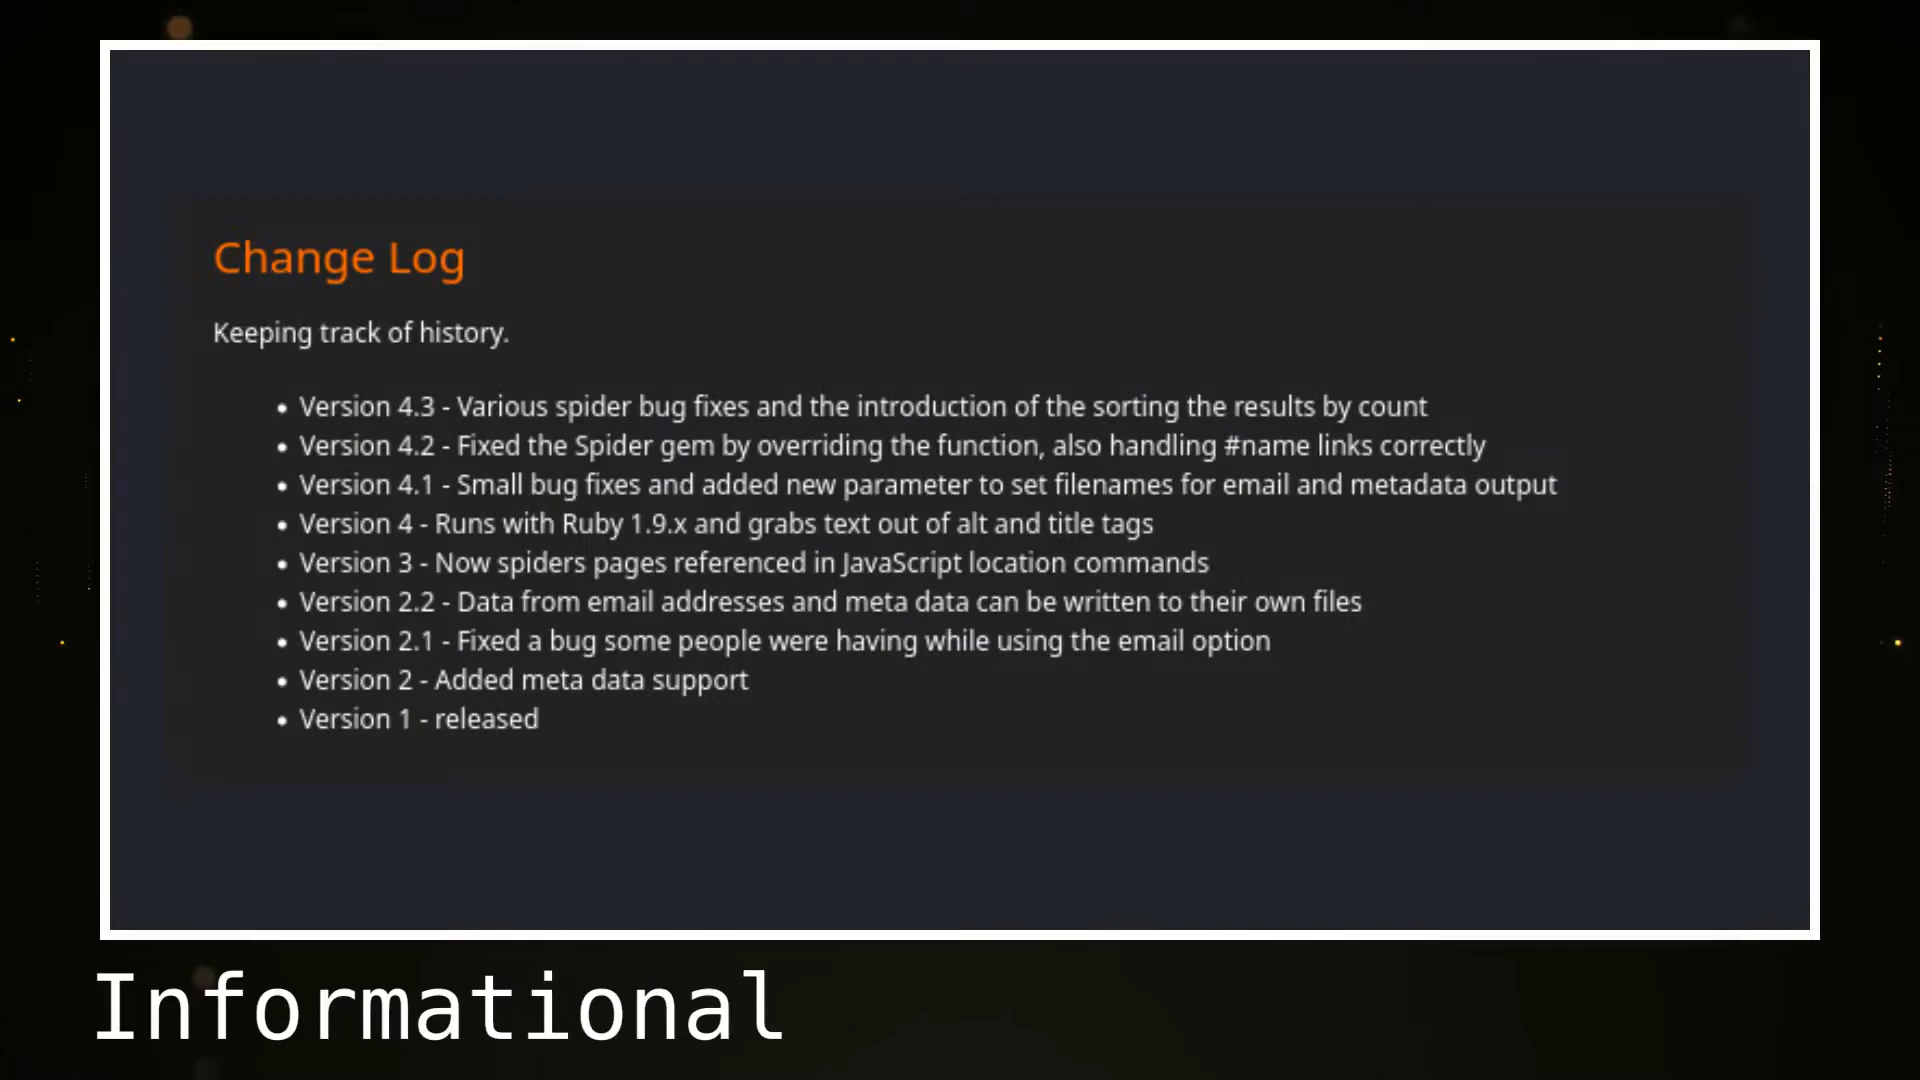 Change Log
Keeping track of history.
• Version 4.3 - Various spider bug fixes and the introduction of the sorting the results by count
• Version 4.2 - Fixed the Spider gem by overriding the function, also handling #name links correctly
• Version 4.1 - Small bug fixes and added new parameter to set filenames for email and metadata output
• Version 4 - Runs with Ruby 1.9.x and grabs text out of alt and title tags
• Version 3 - Now spiders pages referenced in JavaScript location commands
• Version 2.2 - Data from email addresses and meta data can be written to their own files
• Version 2.1 - Fixed a bug some people were having while using the email option
• Version 2 - Added meta data support
• Version 1 - released
Informational